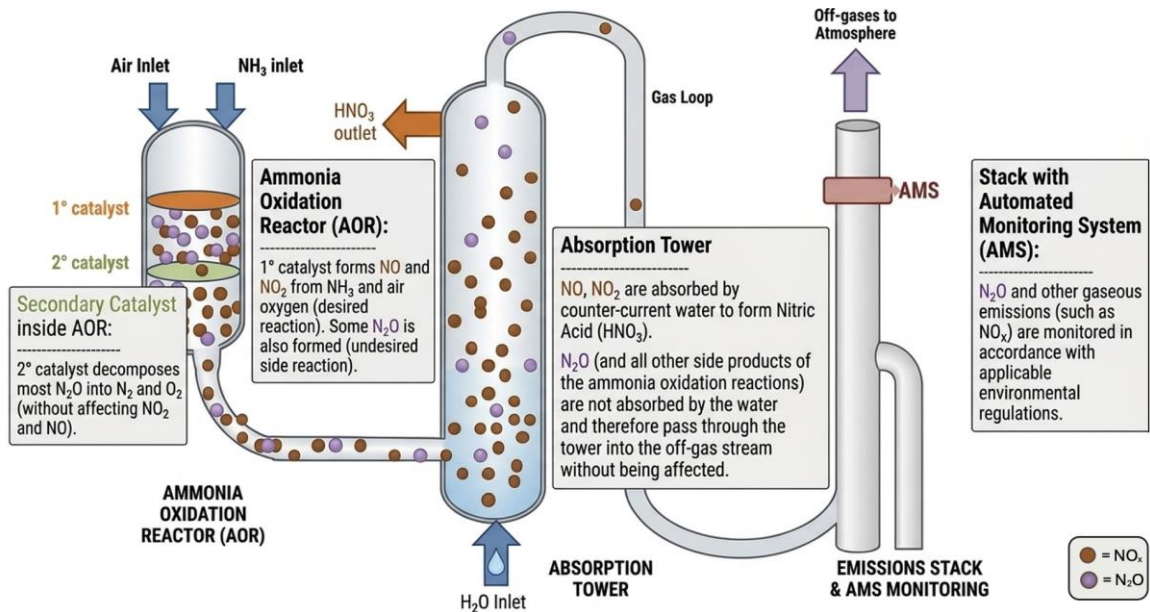 Air Inlet
NH₃ inlet
1° catalyst
2° catalyst
Secondary Catalyst
inside AOR:
--------------------
2° catalyst decomposes
most N₂O into N₂ and O₂
(without affecting NO₂
and NO).
Ammonia
Oxidation
Reactor (AOR):
------------------------
1° catalyst forms NO and
NO₂ from NH₃ and air
oxygen (desired
reaction). Some N₂O is
also formed (undesired
side reaction).
AMMONIA
OXIDATION
REACTOR (AOR)
HNO₃
outlet
H₂O Inlet
ABSORPTION
TOWER
Gas Loop
Absorption Tower
------------------------
NO, NO₂ are absorbed by
counter-current water to form Nitric
Acid (HNO₃).
N₂O (and all other side products of
the ammonia oxidation reactions)
are not absorbed by the water
and therefore pass through the
tower into the off-gas stream
without being affected.
Off-gases to
Atmosphere
AMS
EMISSIONS STACK
& AMS MONITORING
Stack with
Automated
Monitoring System
(AMS):
------------------------
N₂O and other gaseous
emissions (such as
NOₓ) are monitored in
accordance with
applicable
environmental
regulations.
= NOₓ
= N₂O